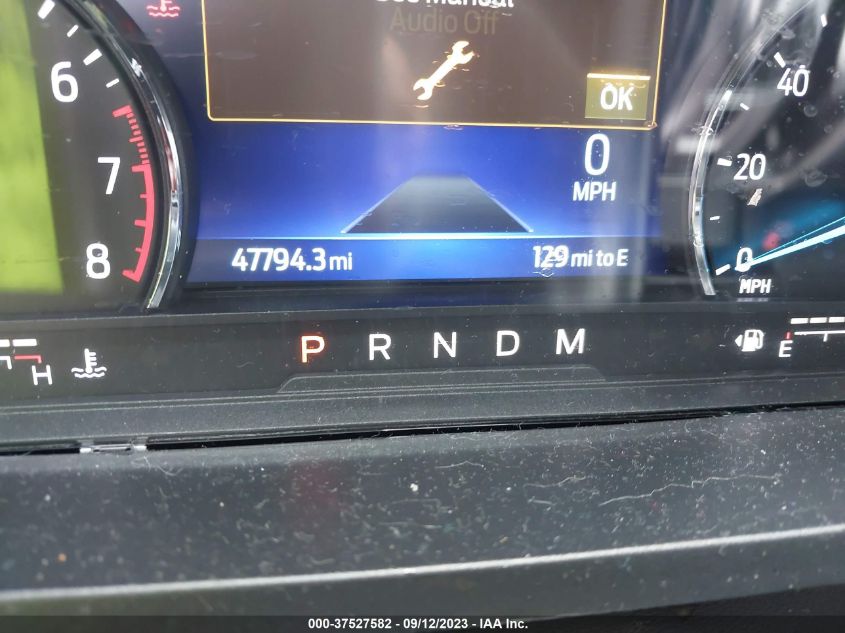 Manual
Audio Off
OK
6
7
8
0
MPH
40
20
0
MPH
47794.3 mi
129 mi to E
H
P R N D M
E
000-37527582 - 09/12/2023 - IAA Inc.